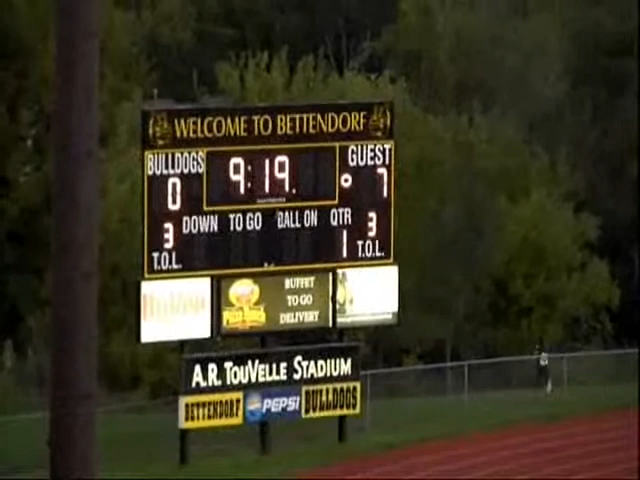 WELCOME TO BETTENDORF
BULLDOGS 9:19 GUEST
0 7
DOWN TO GO BALL ON QTR
3 1 3
T.O.L. T.O.L.
BUFFET
TO GO
DELIVERY
A.R. TOUVELLE STADIUM
BETTENDORF PEPSI BULLDOGS